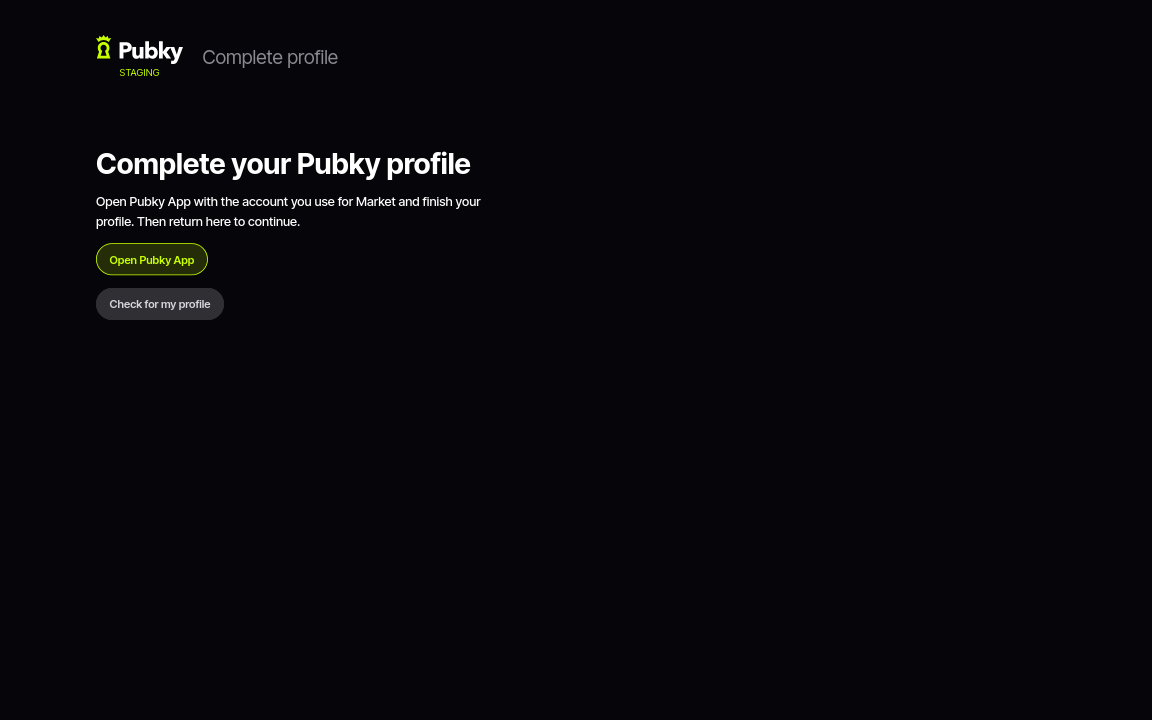 Pubky
STAGING
Complete profile
Complete your Pubky profile
Open Pubky App with the account you use for Market and finish your
profile. Then return here to continue.
Open Pubky App
Check for my profile